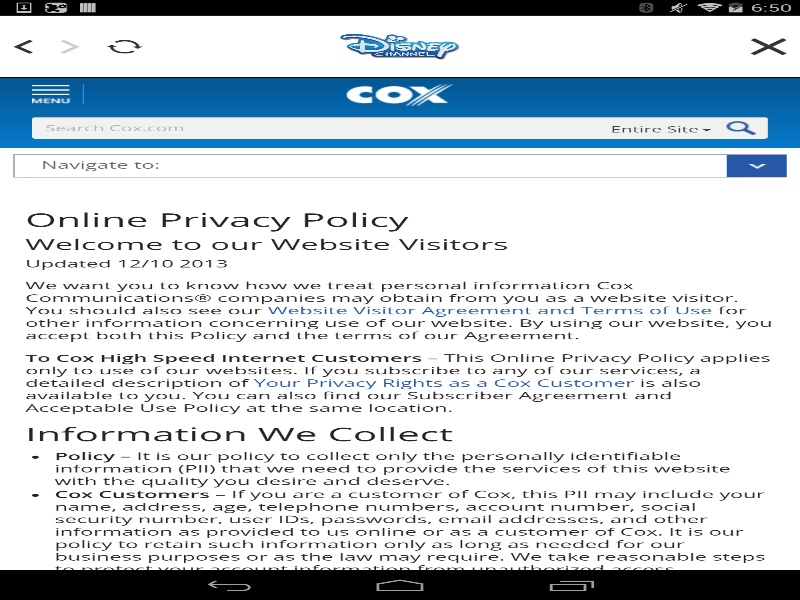 6:50
Disney
CHANNEL
MENU
COX
Search Cox.com
Entire Site
Navigate to:
Online Privacy Policy
Welcome to our Website Visitors
Updated 12/10 2013
We want you to know how we treat personal information Cox
Communications® companies may obtain from you as a website visitor.
You should also see our Website Visitor Agreement and Terms of Use for
other information concerning use of our website. By using our website, you
accept both this Policy and the terms of our Agreement.
To Cox High Speed Internet Customers – This Online Privacy Policy applies
only to use of our websites. If you subscribe to any of our services, a
detailed description of Your Privacy Rights as a Cox Customer is also
available to you. You can also find our Subscriber Agreement and
Acceptable Use Policy at the same location.
Information We Collect
• Policy – It is our policy to collect only the personally identifiable
information (PII) that we need to provide the services of this website
with the quality you desire and deserve.
• Cox Customers – If you are a customer of Cox, this PII may include your
name, address, age, telephone numbers, account number, social
security number, user IDs, passwords, email addresses, and other
information as provided to us online or as a customer of Cox. It is our
policy to retain such information only as long as needed for our
business purposes or as the law may require. We take reasonable steps
to protect your account information from unauthorized access.